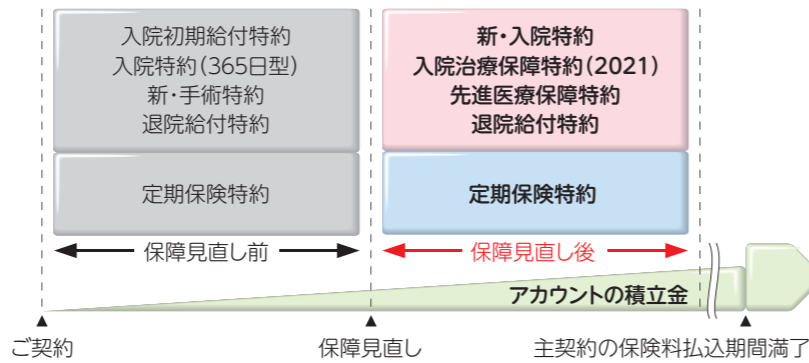 入院初期給付特約
入院特約(365日型)
新・手術特約
退院給付特約
定期保険特約
保障見直し前
新・入院特約
入院治療保障特約(2021)
先進医療保障特約
退院給付特約
定期保険特約
保障見直し後
アカウントの積立金
ご契約
保障見直し
主契約の保険料払込期間満了